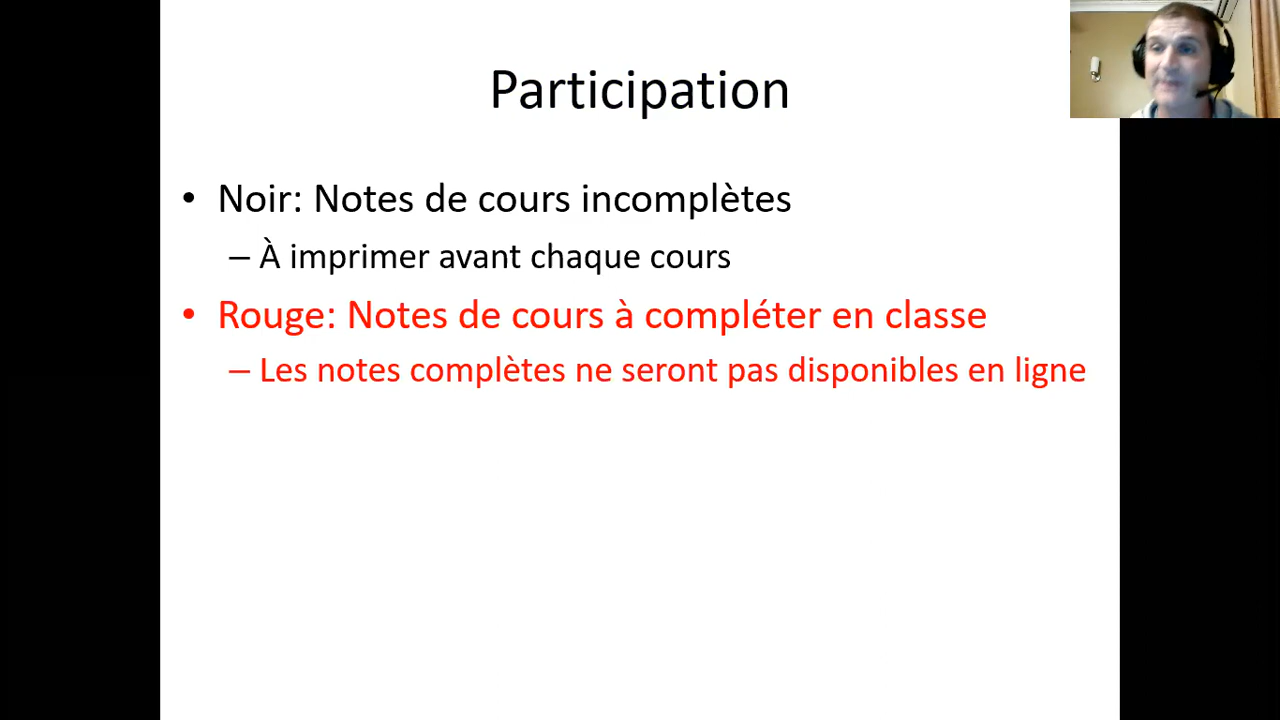 Participation
• Noir: Notes de cours incomplètes
– À imprimer avant chaque cours
• Rouge: Notes de cours à compléter en classe
– Les notes complètes ne seront pas disponibles en ligne